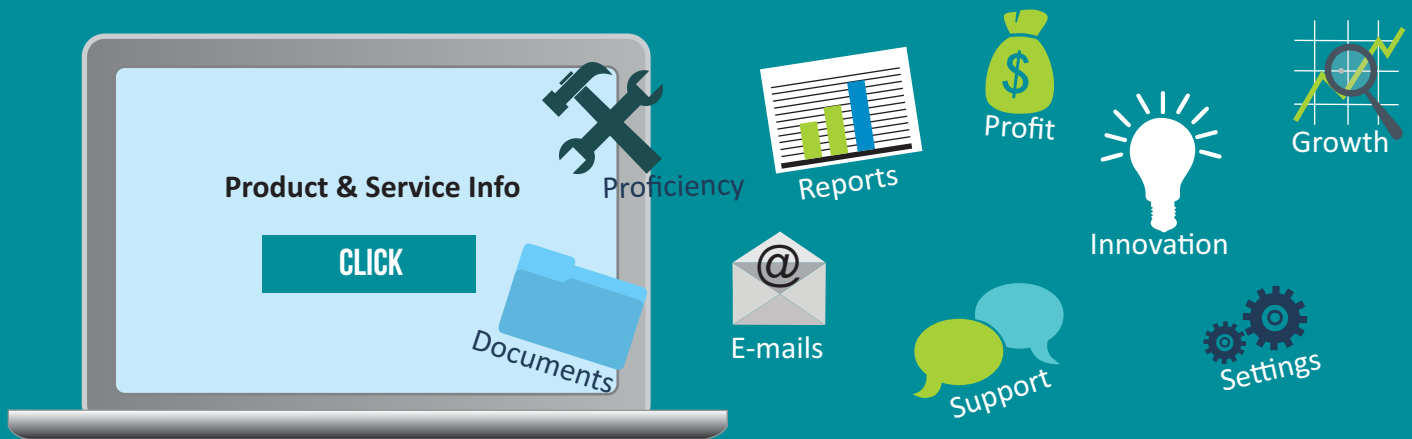 Product & Service Info
CLICK
Proficiency
Documents
Reports
E-mails
Profit
Support
Innovation
Settings
Growth
$
@